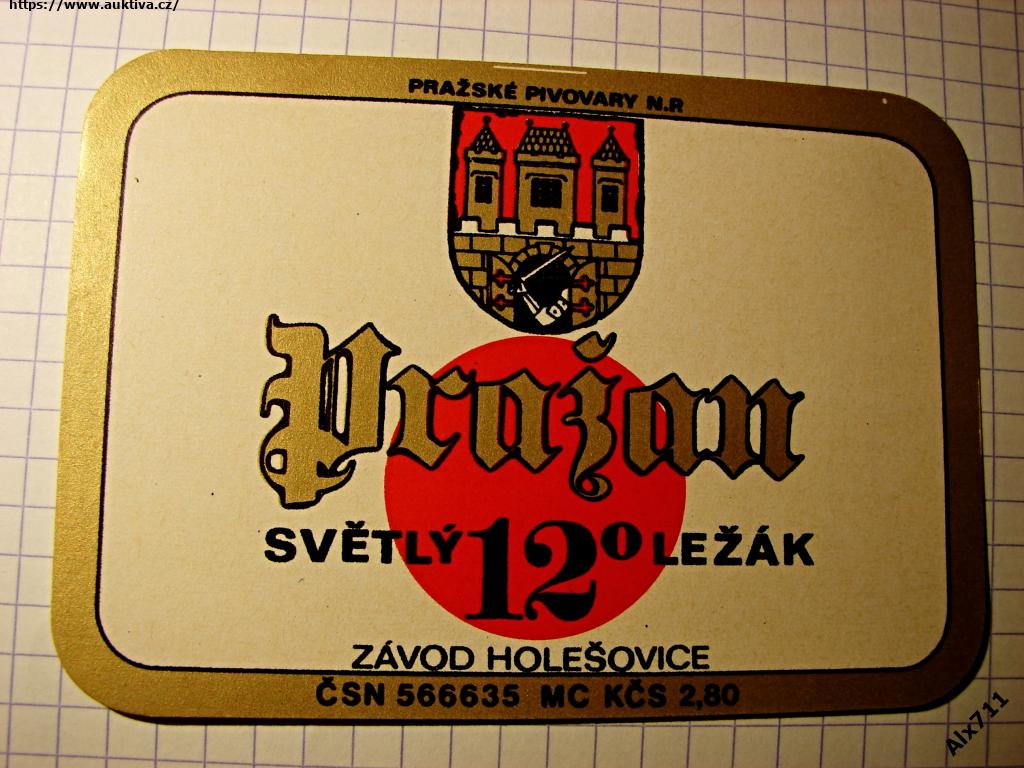 https://www.auktiva.cz/
PRAŽSKÉ PIVOVARY N.P
Pražan
SVĚTLÝ 12° LEŽÁK
ZÁVOD HOLEŠOVICE
ČSN 566635 MC KČS 2,80
Alx711